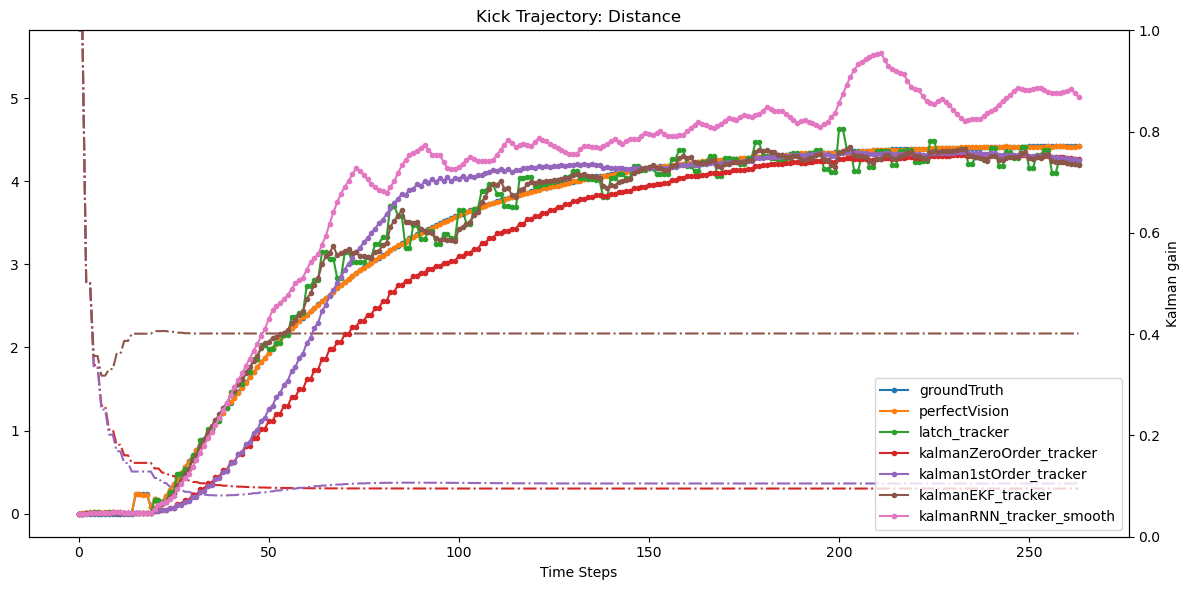 Kick Trajectory: Distance
5
4
3
2
1
0
1.0
0.8
0.6
0.4
0.2
0.0
Kalman gain
groundTruth
perfectVision
latch_tracker
kalmanZeroOrder_tracker
kalman1stOrder_tracker
kalmanEKF_tracker
kalmanRNN_tracker_smooth
0 50 100 150 200 250
Time Steps